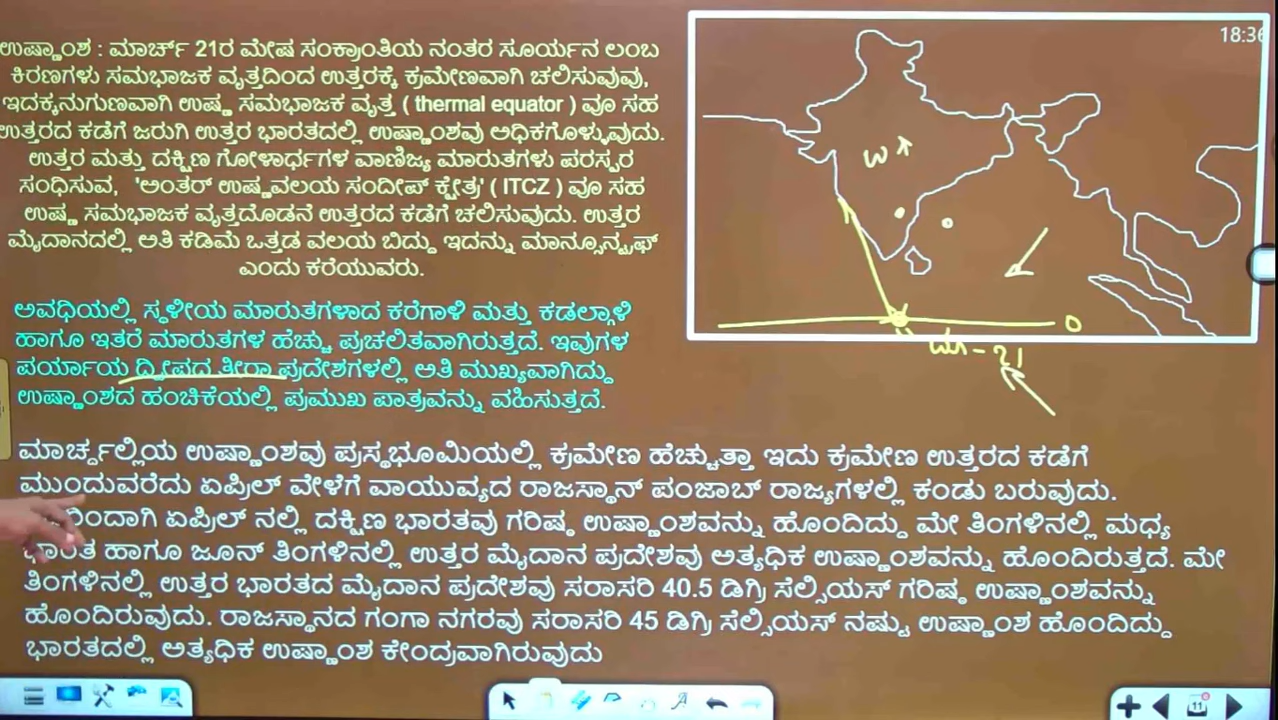 18:36
ಉಷ್ಣಾಂಶ : ಮಾರ್ಚ್ 21ರ ಮೇಷ ಸಂಕ್ರಾಂತಿಯ ನಂತರ ಸೂರ್ಯನ ಲಂಬ
ಕಿರಣಗಳು ಸಮಭಾಜಕ ವೃತ್ತದಿಂದ ಉತ್ತರಕ್ಕೆ ಕ್ರಮೇಣವಾಗಿ ಚಲಿಸುವುವು,
ಇದಕ್ಕನುಗುಣವಾಗಿ ಉಷ್ಣ ಸಮಭಾಜಕ ವೃತ್ತ ( thermal equator ) ವೂ ಸಹ
ಉತ್ತರದ ಕಡೆಗೆ ಜರುಗಿ ಉತ್ತರ ಭಾರತದಲ್ಲಿ ಉಷ್ಣಾಂಶವು ಅಧಿಕಗೊಳ್ಳುವುದು.
ಉತ್ತರ ಮತ್ತು ದಕ್ಷಿಣ ಗೋಳಾರ್ಧಗಳ ವಾಣಿಜ್ಯ ಮಾರುತಗಳು ಪರಸ್ಪರ
ಸಂಧಿಸುವ, 'ಅಂತರ್ ಉಷ್ಣವಲಯ ಸಂದೀಪ್ ಕ್ಷೇತ್ರ' ( ITCZ ) ವೂ ಸಹ
ಉಷ್ಣ ಸಮಭಾಜಕ ವೃತ್ತದೊಡನೆ ಉತ್ತರದ ಕಡೆಗೆ ಚಲಿಸುವುದು. ಉತ್ತರ
ಮೈದಾನದಲ್ಲಿ ಅತಿ ಕಡಿಮೆ ಒತ್ತಡ ವಲಯ ಬಿದ್ದು ಇದನ್ನು ಮಾನ್ಸೂನ್ಟ್ರಫ್
ಎಂದು ಕರೆಯುವರು.
ಅವಧಿಯಲ್ಲಿ ಸ್ಥಳೀಯ ಮಾರುತಗಳಾದ ಕರೆಗಾಳಿ ಮತ್ತು ಕಡಲ್ಗಾಳಿ
ಹಾಗೂ ಇತರೆ ಮಾರುತಗಳ ಹೆಚ್ಚು ಪ್ರಚಲಿತವಾಗಿರುತ್ತದೆ. ಇವುಗಳ
ಪರ್ಯಾಯ ದ್ವೀಪದ ತೀರಾ ಪ್ರದೇಶಗಳಲ್ಲಿ ಅತಿ ಮುಖ್ಯವಾಗಿದ್ದು
ಉಷ್ಣಾಂಶದ ಹಂಚಿಕೆಯಲ್ಲಿ ಪ್ರಮುಖ ಪಾತ್ರವನ್ನು ವಹಿಸುತ್ತದೆ.
0
21
ಮಾರ್ಚ್ನಲ್ಲಿಯ ಉಷ್ಣಾಂಶವು ಪ್ರಸ್ಥಭೂಮಿಯಲ್ಲಿ ಕ್ರಮೇಣ ಹೆಚ್ಚುತ್ತಾ ಇದು ಕ್ರಮೇಣ ಉತ್ತರದ ಕಡೆಗೆ
ಮುಂದುವರೆದು ಏಪ್ರಿಲ್ ವೇಳೆಗೆ ವಾಯುವ್ಯದ ರಾಜಸ್ಥಾನ್ ಪಂಜಾಬ್ ರಾಜ್ಯಗಳಲ್ಲಿ ಕಂಡು ಬರುವುದು.
ಏಪ್ರಿಲ್ ನಲ್ಲಿ ದಕ್ಷಿಣ ಭಾರತವು ಗರಿಷ್ಠ ಉಷ್ಣಾಂಶವನ್ನು ಹೊಂದಿದ್ದು ಮೇ ತಿಂಗಳಿನಲ್ಲಿ ಮಧ್ಯ
ಭಾರತ ಹಾಗೂ ಜೂನ್ ತಿಂಗಳಿನಲ್ಲಿ ಉತ್ತರ ಮೈದಾನ ಪ್ರದೇಶವು ಅತ್ಯಧಿಕ ಉಷ್ಣಾಂಶವನ್ನು ಹೊಂದಿರುತ್ತದೆ. ಮೇ
ತಿಂಗಳಿನಲ್ಲಿ ಉತ್ತರ ಭಾರತದ ಮೈದಾನ ಪ್ರದೇಶವು ಸರಾಸರಿ 40.5 ಡಿಗ್ರಿ ಸೆಲ್ಸಿಯಸ್ ಗರಿಷ್ಠ ಉಷ್ಣಾಂಶವನ್ನು
ಹೊಂದಿರುವುದು. ರಾಜಸ್ಥಾನದ ಗಂಗಾ ನಗರವು ಸರಾಸರಿ 45 ಡಿಗ್ರಿ ಸೆಲ್ಸಿಯಸ್ ನಷ್ಟು ಉಷ್ಣಾಂಶ ಹೊಂದಿದ್ದು
ಭಾರತದಲ್ಲಿ ಅತ್ಯಧಿಕ ಉಷ್ಣಾಂಶ ಕೇಂದ್ರವಾಗಿರುವುದು
11